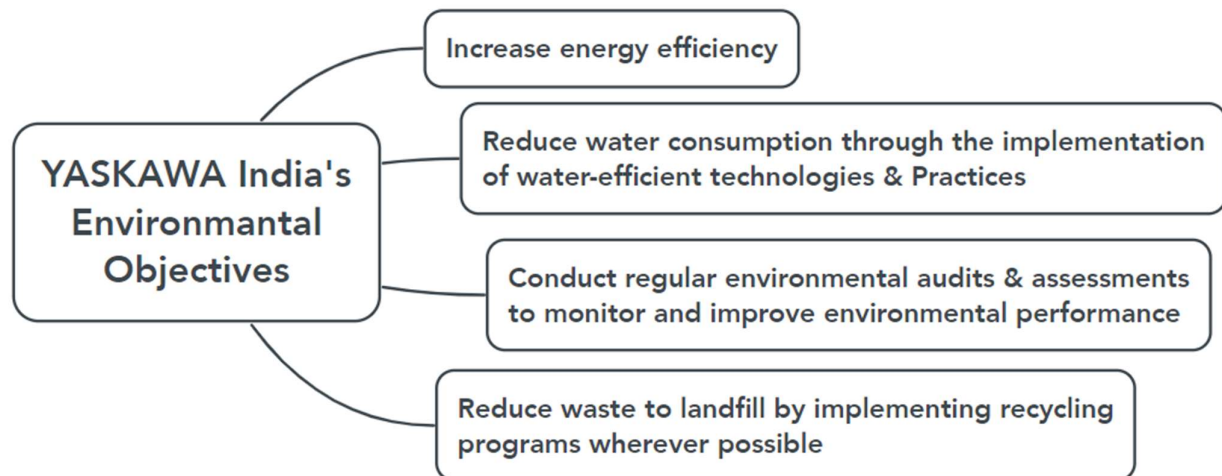 YASKAWA India's
Environmantal
Objectives
Increase energy efficiency
Reduce water consumption through the implementation
of water-efficient technologies & Practices
Conduct regular environmental audits & assessments
to monitor and improve environmental performance
Reduce waste to landfill by implementing recycling
programs wherever possible